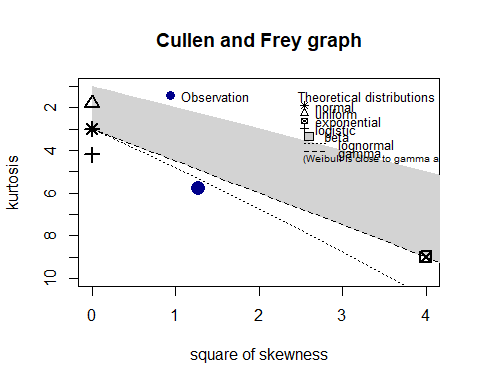 Cullen and Frey graph
Observation
Theoretical distributions
normal
uniform
exponential
logistic
beta
lognormal
gamma
(Weibull is close to gamma a
kurtosis
2
4
6
8
10
0
1
2
3
4
square of skewness